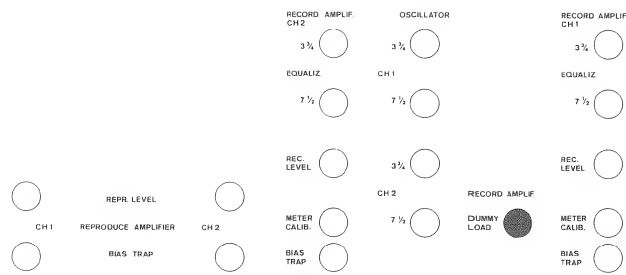 RECORD AMPLIF.
CH 2
3 ¾
EQUALIZ.
7 ½
REC.
LEVEL
METER
CALIB.
BIAS
TRAP
OSCILLATOR
3 ¾
CH 1
7 ½
3 ¾
CH 2
7 ½
RECORD AMPLIF.
DUMMY
LOAD
RECORD AMPLIF
CH 1
3 ¾
EQUALIZ.
7 ½
REC.
LEVEL
METER
CALIB.
BIAS
TRAP
REPR. LEVEL
CH 1 REPRODUCE AMPLIFIER CH 2
BIAS TRAP